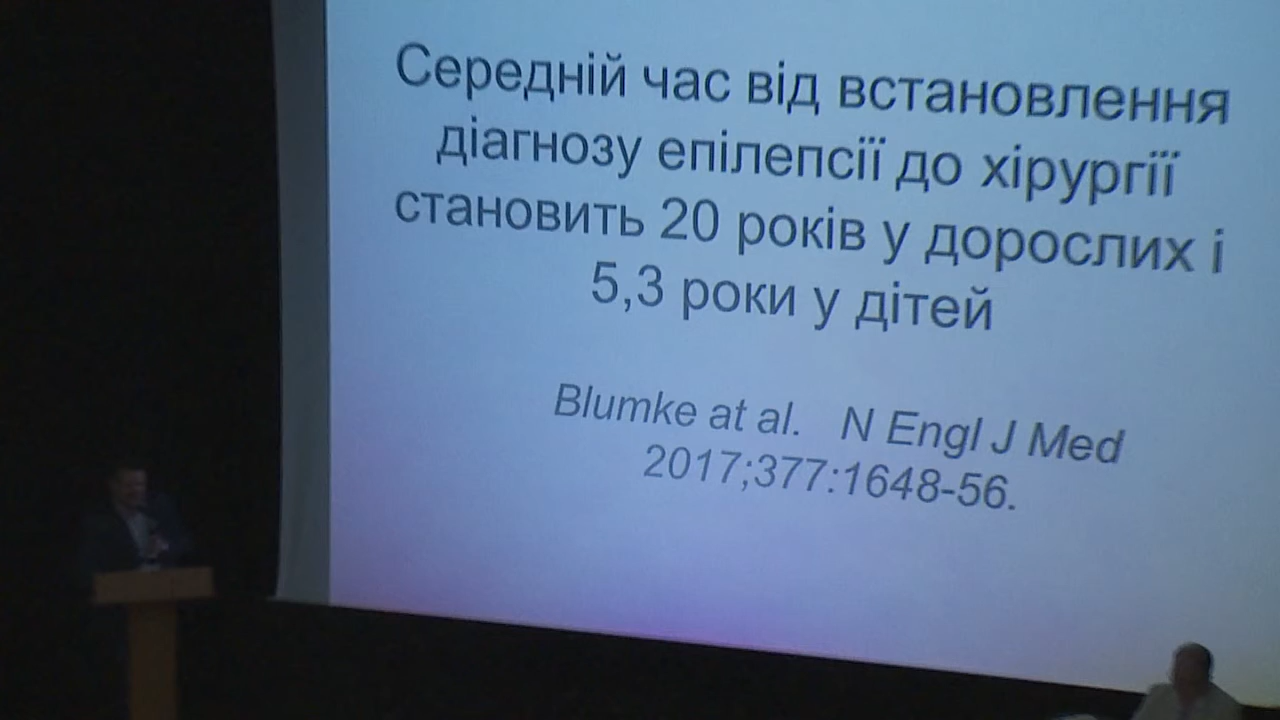 Середній час від встановлення
діагнозу епілепсії до хірургії
становить 20 років у дорослих і
5,3 роки у дітей
Blumke at al. N Engl J Med
2017;377:1648-56.